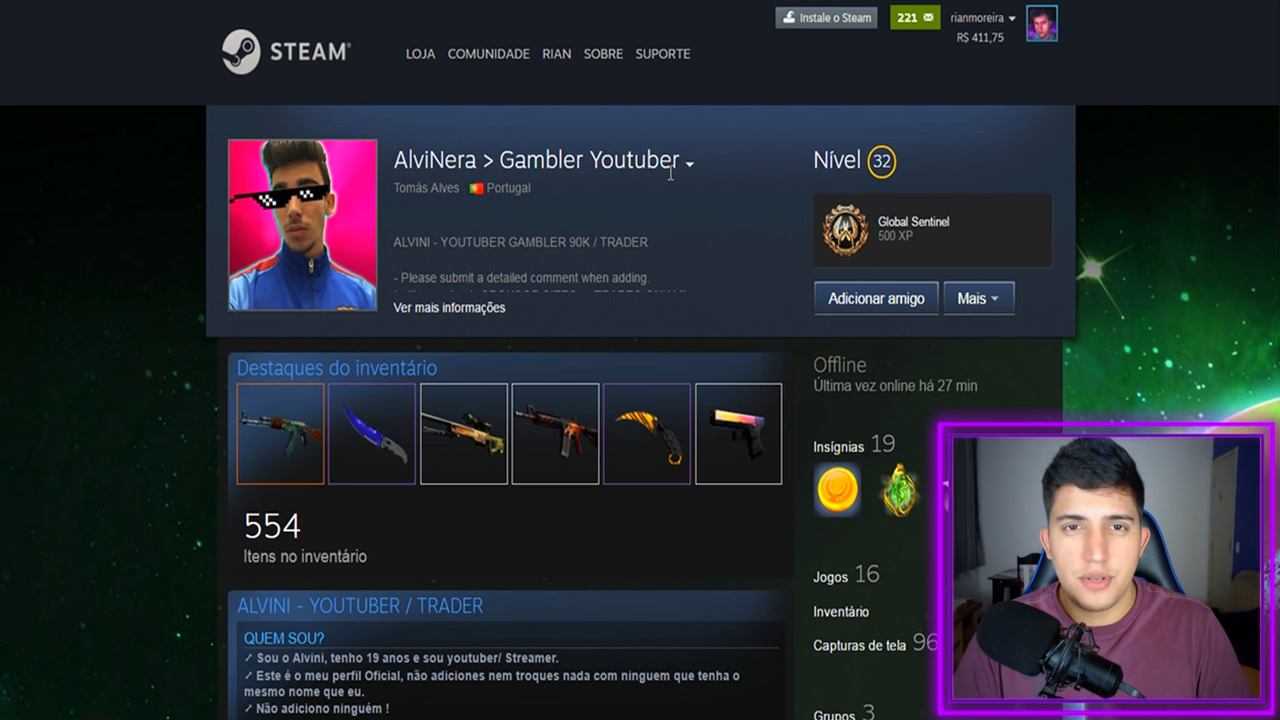 Instale o Steam
221
rianmoreira
R$ 411,75
STEAM®
LOJA COMUNIDADE RIAN SOBRE SUPORTE
AlviNera > Gambler Youtuber
Tomás Alves Portugal
ALVINI - YOUTUBER GAMBLER 90K / TRADER
- Please submit a detailed comment when adding.
Ver mais informações
Nível 32
Global Sentinel
500 XP
Adicionar amigo
Mais
Destaques do inventário
554
Itens no inventário
Offline
Última vez online há 27 min
Insígnias 19
Jogos 16
Inventário
Capturas de tela 96
Grupos 3
ALVINI - YOUTUBER / TRADER
QUEM SOU?
✓ Sou o Alvini, tenho 19 anos e sou youtuber/ Streamer.
✓ Este é o meu perfil Oficial, não adiciones nem troques nada com ninguem que tenha o
mesmo nome que eu.
✓ Não adiciono ninguém !